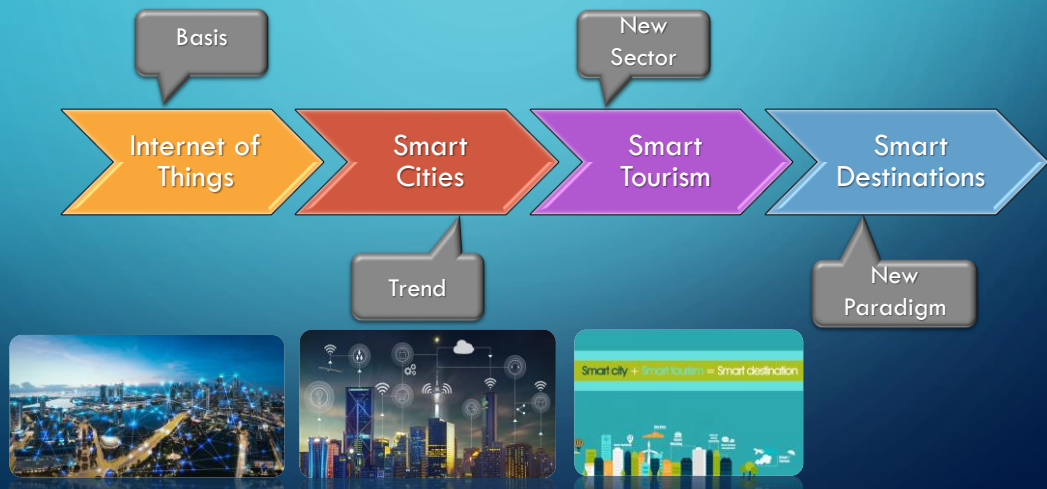 Basis
New
Sector
Internet of
Things
Smart
Cities
Smart
Tourism
Smart
Destinations
Trend
New
Paradigm
Smart city + Smart tourism = Smart destination